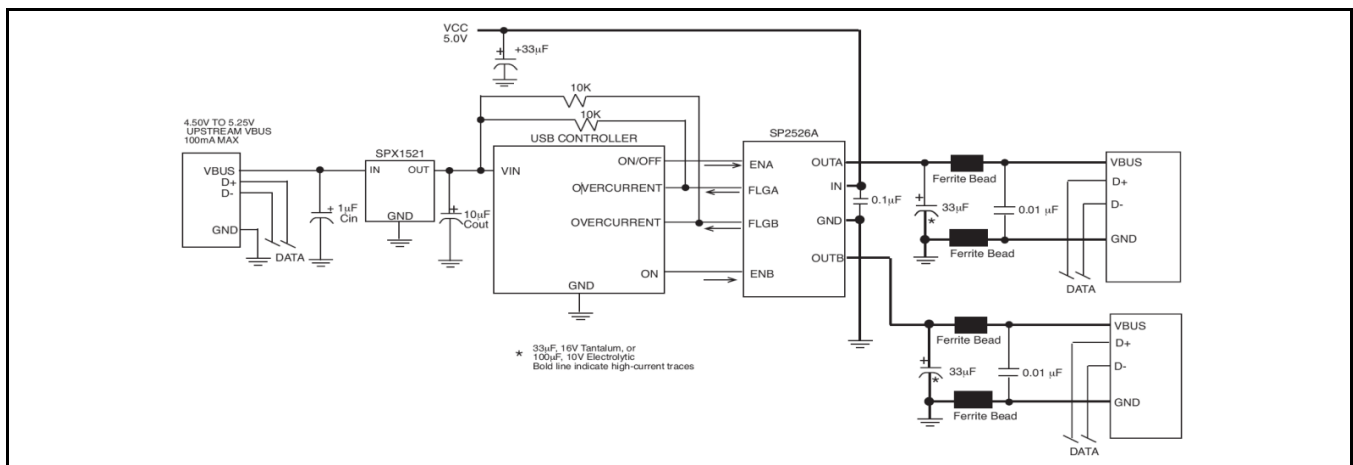 VCC
5.0V
+33µF
+
10K
10K
4.50V TO 5.25V
UPSTREAM VBUS
100mA MAX
VBUS
D+
D-
GND
DATA
+
1µF
Cin
SPX1521
IN
OUT
GND
+
10µF
Cout
USB CONTROLLER
VIN
ON/OFF
OVERCURRENT
OVERCURRENT
ON
GND
SP2526A
ENA
FLGA
FLGB
ENB
OUTA
IN
GND
OUTB
0.1µF
+
33µF
*
Ferrite Bead
Ferrite Bead
0.01 µF
VBUS
D+
D-
GND
DATA
+
33µF
*
Ferrite Bead
Ferrite Bead
0.01 µF
VBUS
D+
D-
GND
DATA
* 33µF, 16V Tantalum, or
100µF, 10V Electrolytic
Bold line indicate high-current traces